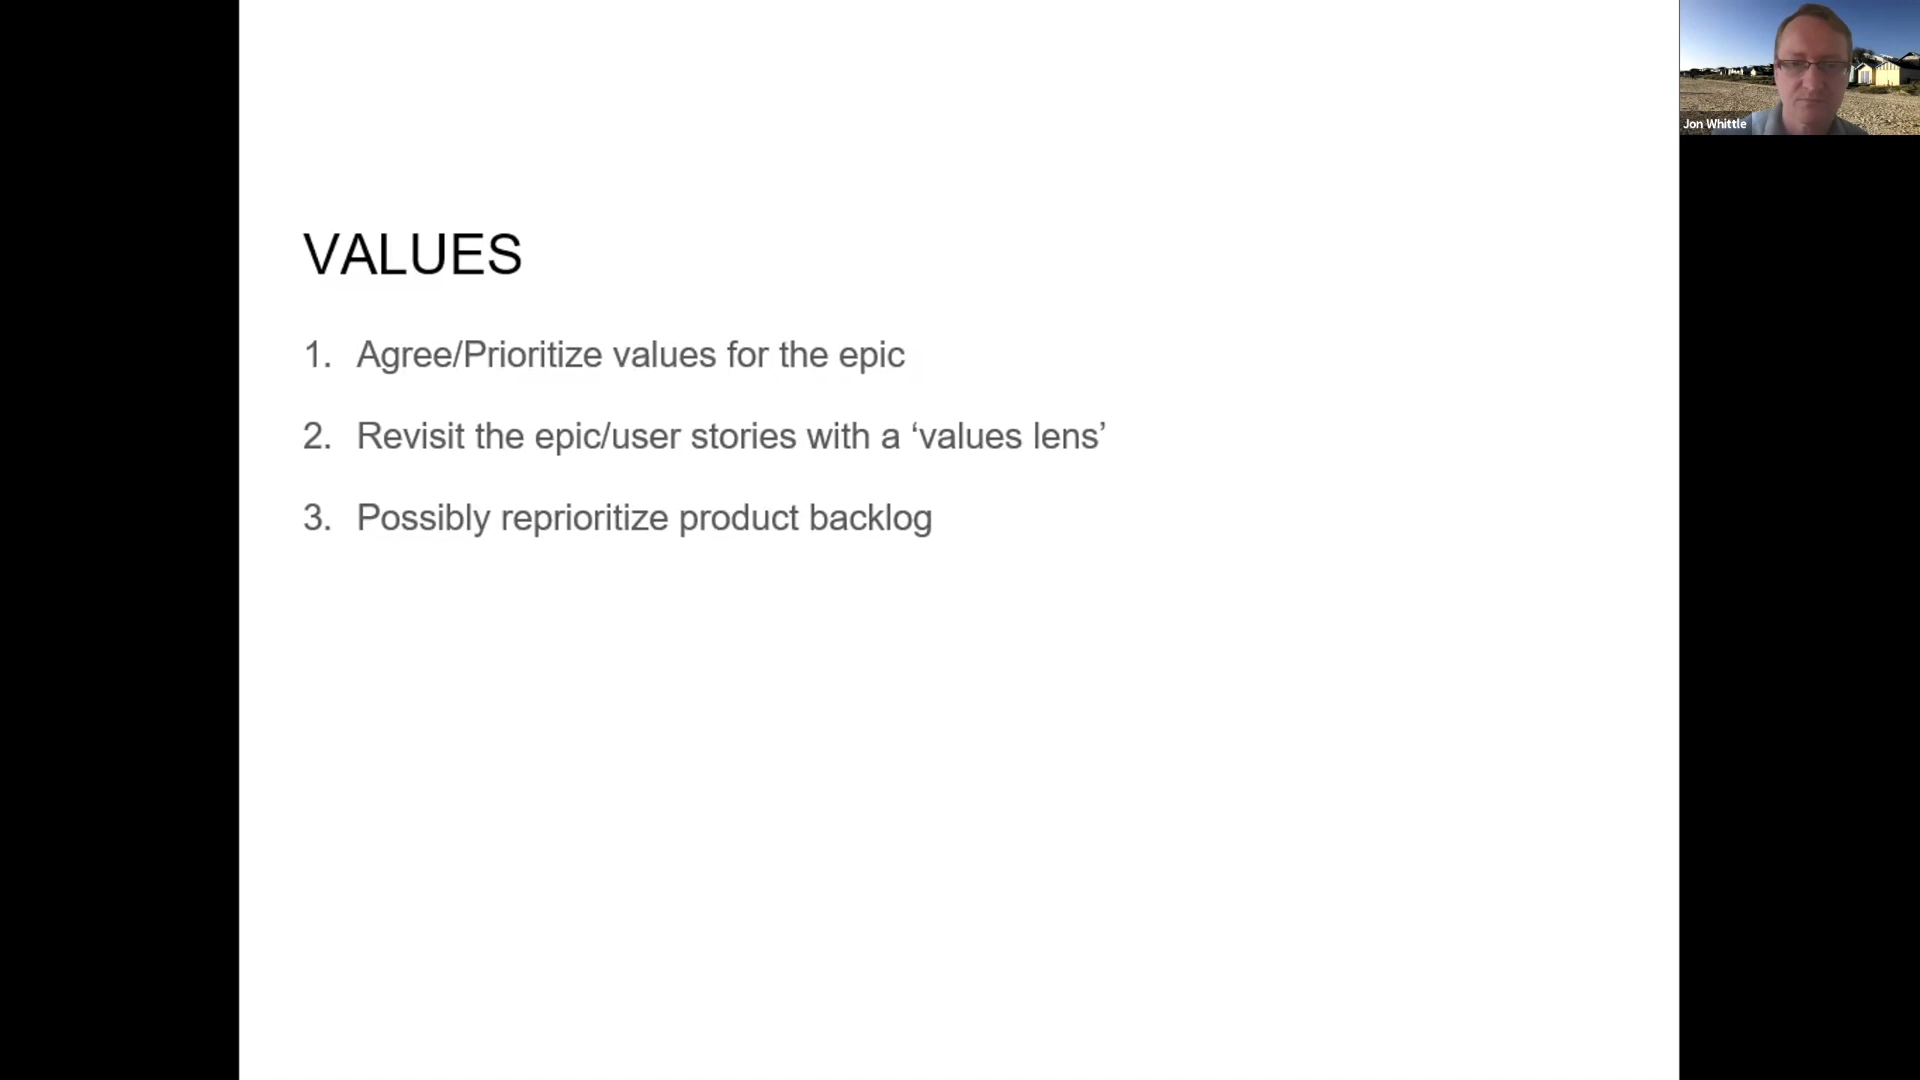 VALUES
1. Agree/Prioritize values for the epic
2. Revisit the epic/user stories with a ‘values lens’
3. Possibly reprioritize product backlog
Jon Whittle